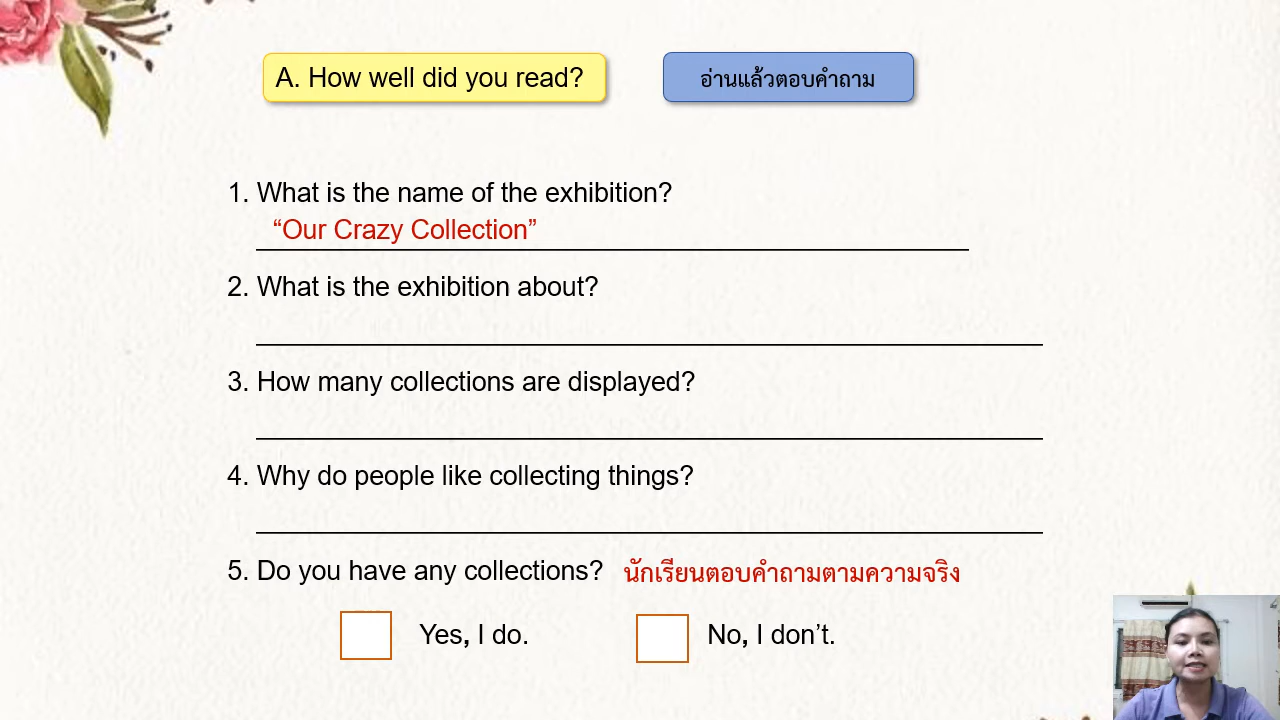 A. How well did you read?
อ่านแล้วตอบคำถาม
1. What is the name of the exhibition?
“Our Crazy Collection”
2. What is the exhibition about?
3. How many collections are displayed?
4. Why do people like collecting things?
5. Do you have any collections? นักเรียนตอบคำถามตามความจริง
Yes, I do. No, I don’t.